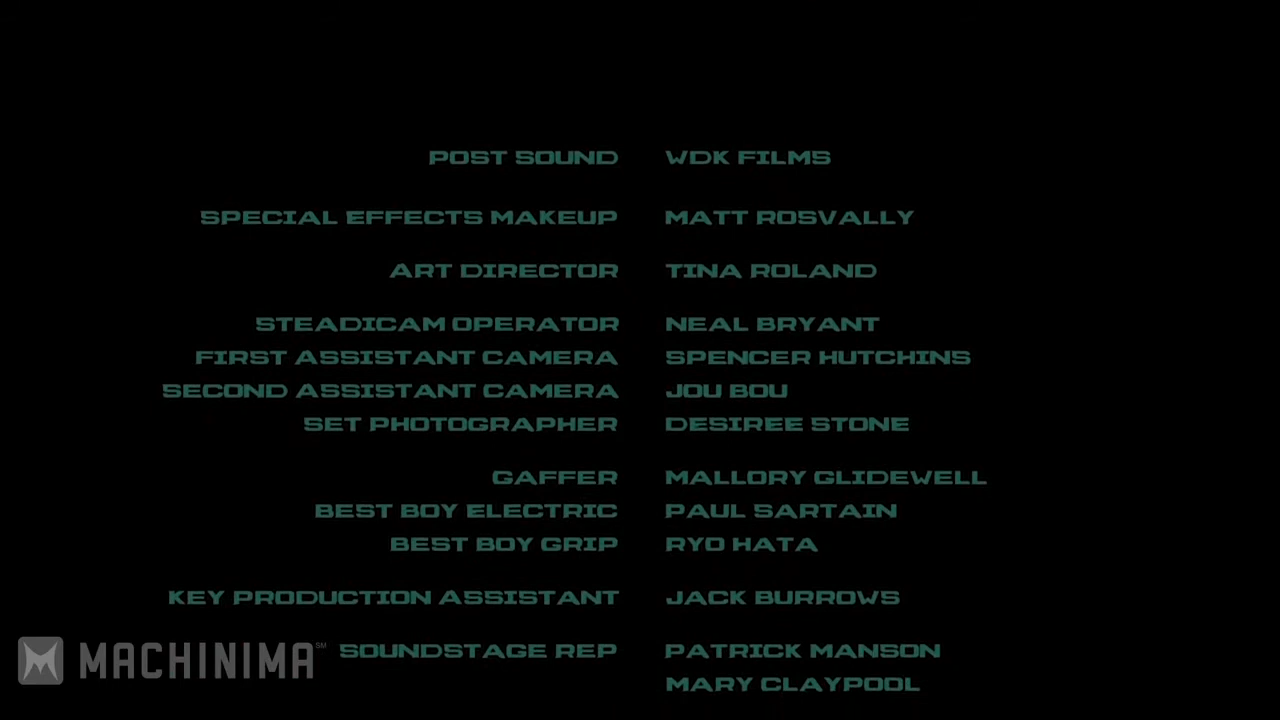 POST SOUND WDK FILMS
SPECIAL EFFECTS MAKEUP MATT ROSVALLY
ART DIRECTOR TINA ROLAND
STEADICAM OPERATOR NEAL BRYANT
FIRST ASSISTANT CAMERA SPENCER HUTCHINS
SECOND ASSISTANT CAMERA JOU BOU
SET PHOTOGRAPHER DESIREE STONE
GAFFER MALLORY GLIDEWELL
BEST BOY ELECTRIC PAUL SARTAIN
BEST BOY GRIP RYO HATA
KEY PRODUCTION ASSISTANT JACK BURROWS
SOUNDSTAGE REP PATRICK MANSON
MARY CLAYPOOL
MACHINIMA SM